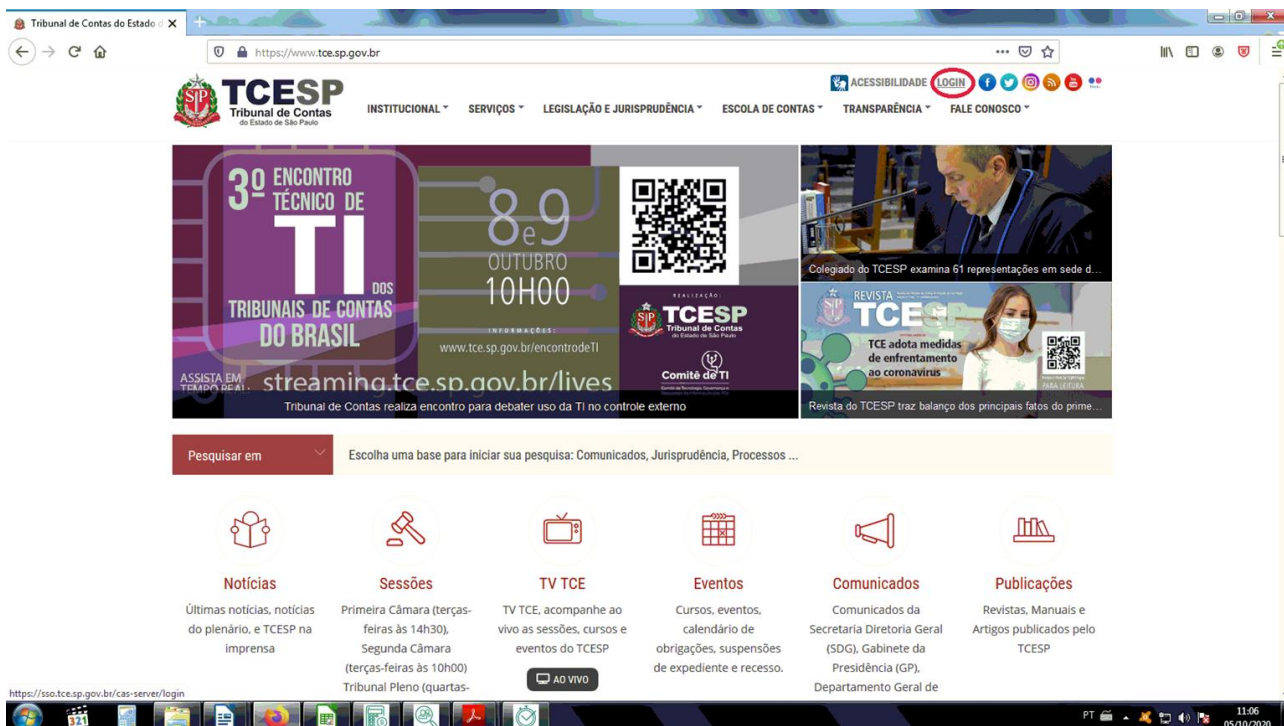 Tribunal de Contas do Estado d
https://www.tce.sp.gov.br
ACESSIBILIDADE LOGIN
TCESP
Tribunal de Contas
do Estado de São Paulo
INSTITUCIONAL SERVIÇOS LEGISLAÇÃO E JURISPRUDÊNCIA ESCOLA DE CONTAS TRANSPARÊNCIA FALE CONOSCO
3º ENCONTRO
TÉCNICO DE
TI
DOS
TRIBUNAIS DE CONTAS
DO BRASIL
8 e 9
OUTUBRO
10H00
INFORMAÇÕES:
www.tce.sp.gov.br/encontrodeTI
REALIZAÇÃO:
TCESP
Tribunal de Contas
do Estado de São Paulo
Comitê de TI
ASSISTA EM
TEMPO REAL:
streaming.tce.sp.gov.br/lives
Tribunal de Contas realiza encontro para debater uso da TI no controle externo
Colegiado do TCESP examina 61 representações em sede d...
REVISTA
TCESP
TCE adota medidas
de enfrentamento
ao coronavírus
PARA LEITURA
Revista do TCESP traz balanço dos principais fatos do prime...
Pesquisar em
Escolha uma base para iniciar sua pesquisa: Comunicados, Jurisprudência, Processos ...
Notícias
Últimas notícias, notícias
do plenário, e TCESP na
imprensa
Sessões
Primeira Câmara (terças-
feiras às 14h30),
Segunda Câmara
(terças-feiras às 10h00)
Tribunal Pleno (quartas-
TV TCE
TV TCE, acompanhe ao
vivo as sessões, cursos e
eventos do TCESP
AO VIVO
Eventos
Cursos, eventos,
calendário de
obrigações, suspensões
de expediente e recesso.
Comunicados
Comunicados da
Secretaria Diretoria Geral
(SDG), Gabinete da
Presidência (GP),
Departamento Geral de
Publicações
Revistas, Manuais e
Artigos publicados pelo
TCESP
https://sso.tce.sp.gov.br/cas-server/login
PT
11:06
05/10/2020